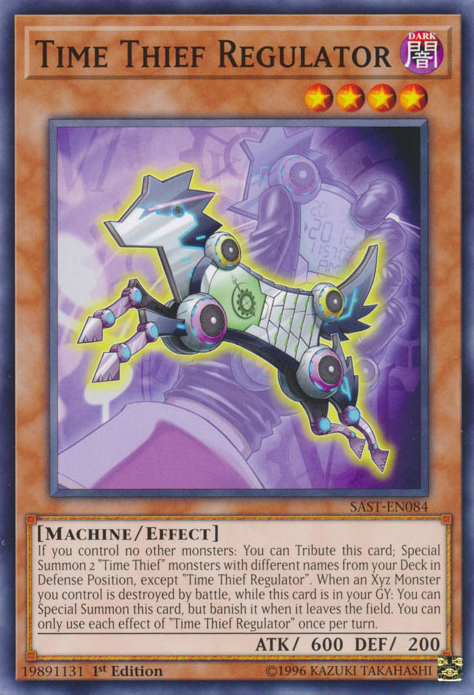 TIME THIEF REGULATOR
DARK
闇
SAST-EN084
[MACHINE/EFFECT]
If you control no other monsters: You can Tribute this card; Special
Summon 2 "Time Thief" monsters with different names from your Deck in
Defense Position, except "Time Thief Regulator". When an Xyz Monster
you control is destroyed by battle, while this card is in your GY: You can
Special Summon this card, but banish it when it leaves the field. You can
only use each effect of "Time Thief Regulator" once per turn.
ATK/ 600 DEF/ 200
19891131 1st Edition ©1996 KAZUKI TAKAHASHI